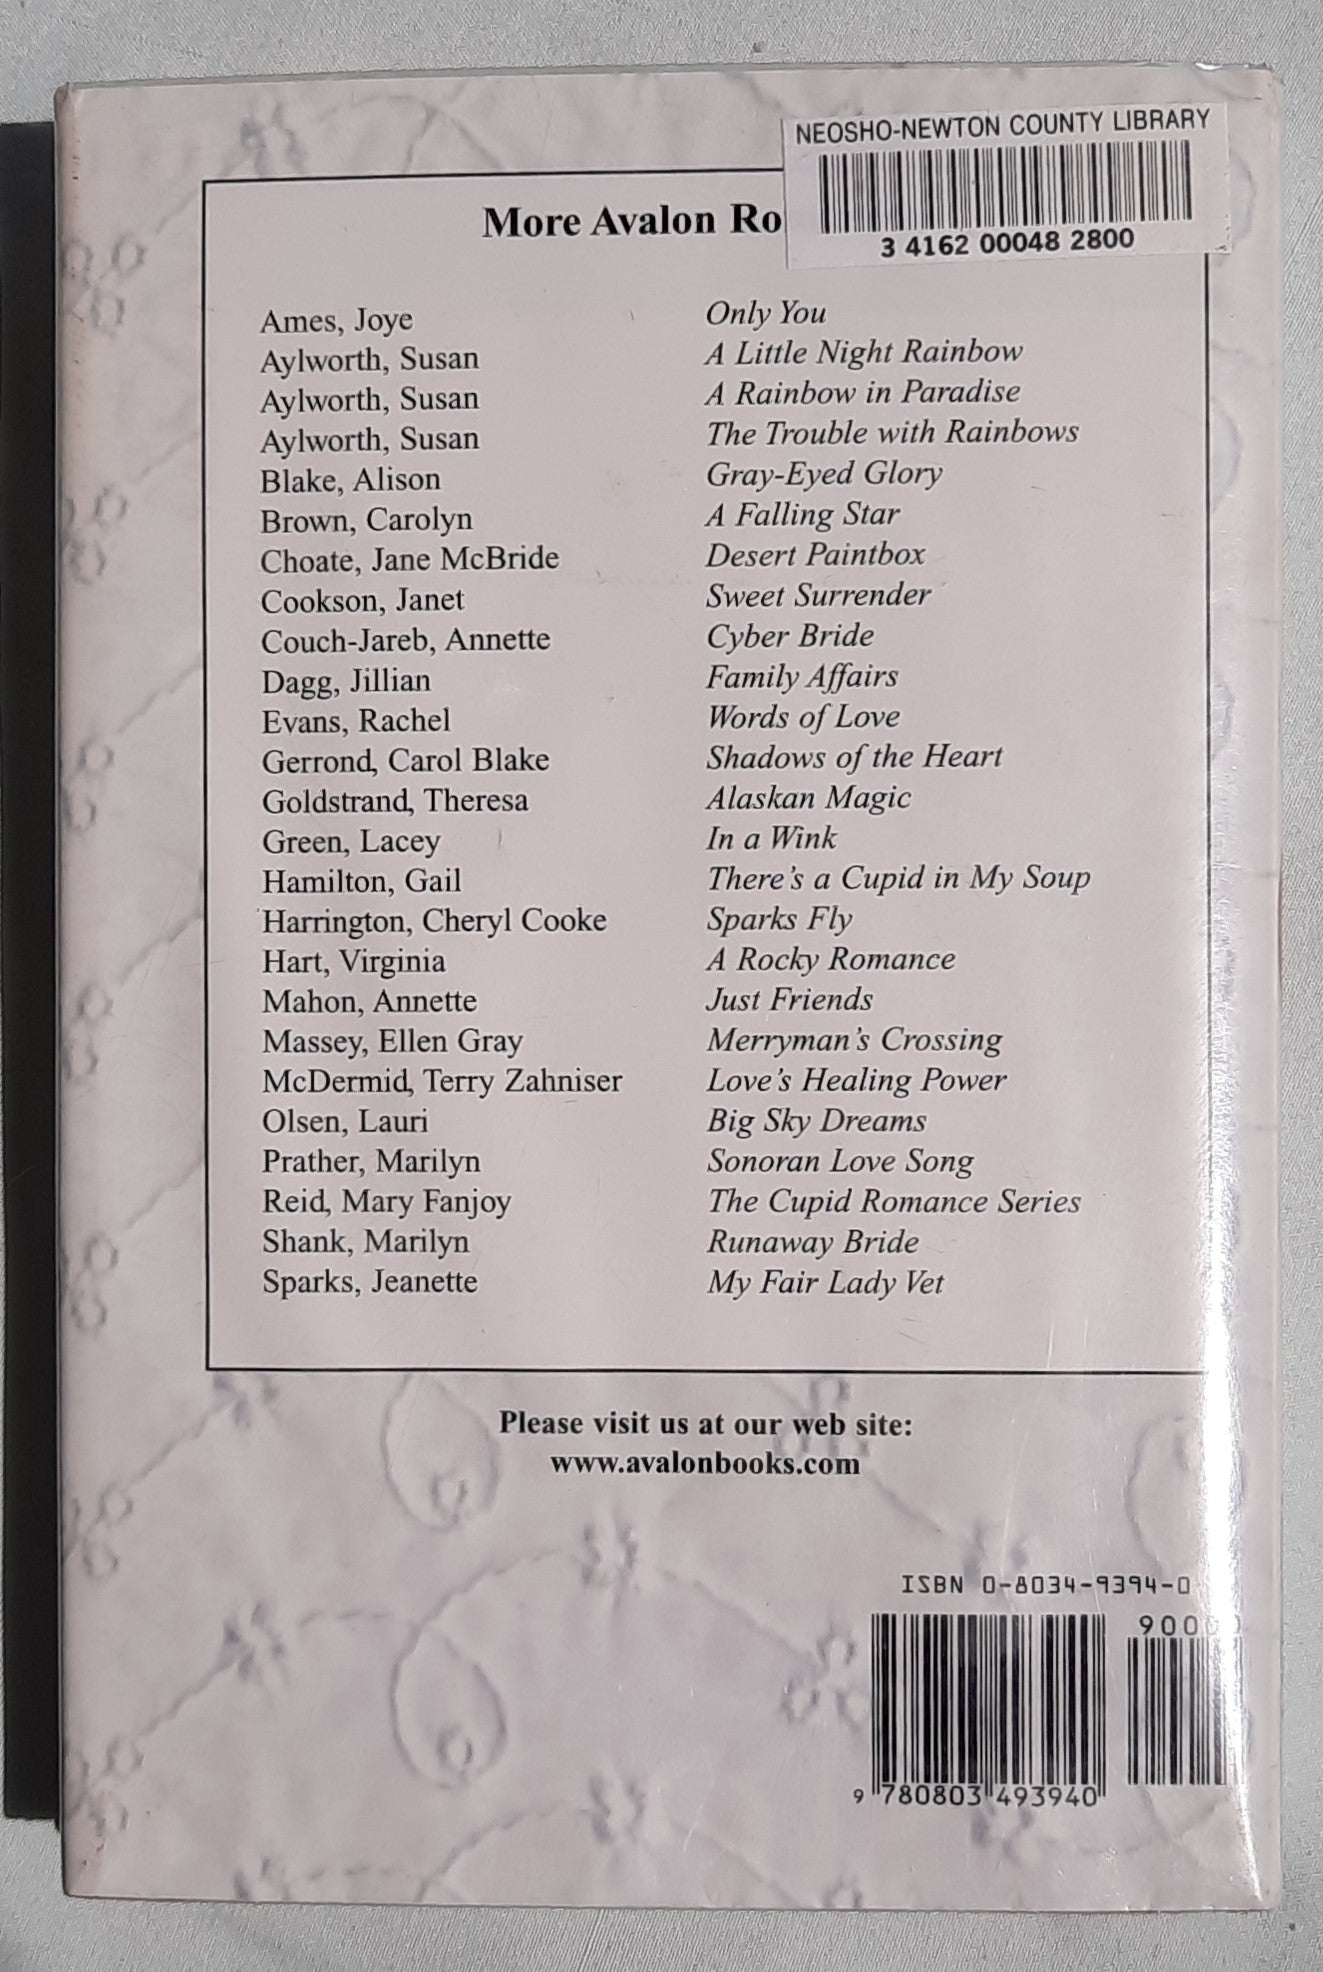 NEOSHO-NEWTON COUNTY LIBRARY
3 4162 00048 2800
More Avalon Ro
Ames, Joye Only You
Aylworth, Susan A Little Night Rainbow
Aylworth, Susan A Rainbow in Paradise
Aylworth, Susan The Trouble with Rainbows
Blake, Alison Gray-Eyed Glory
Brown, Carolyn A Falling Star
Choate, Jane McBride Desert Paintbox
Cookson, Janet Sweet Surrender
Couch-Jareb, Annette Cyber Bride
Dagg, Jillian Family Affairs
Evans, Rachel Words of Love
Gerrond, Carol Blake Shadows of the Heart
Goldstrand, Theresa Alaskan Magic
Green, Lacey In a Wink
Hamilton, Gail There's a Cupid in My Soup
Harrington, Cheryl Cooke Sparks Fly
Hart, Virginia A Rocky Romance
Mahon, Annette Just Friends
Massey, Ellen Gray Merryman's Crossing
McDermid, Terry Zahniser Love's Healing Power
Olsen, Lauri Big Sky Dreams
Prather, Marilyn Sonoran Love Song
Reid, Mary Fanjoy The Cupid Romance Series
Shank, Marilyn Runaway Bride
Sparks, Jeanette My Fair Lady Vet
Please visit us at our web site:
www.avalonbooks.com
ISBN 0-8034-9394-0
9 780803 493940